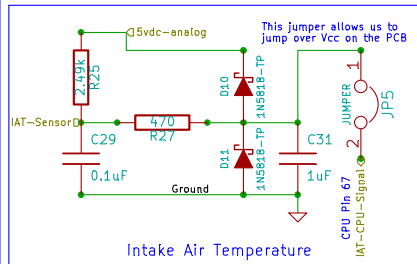 5vdc-analog
This jumper allows us to
jump over Vcc on the PCB
2.49k
R25
D10
1N5818-TP
1
JUMPER
JP5
2
IAT-Sensor
470
R27
C29
0.1uF
D11
1N5818-TP
C31
1uF
Ground
CPU Pin 67
IAT-CPU-Signal
Intake Air Temperature